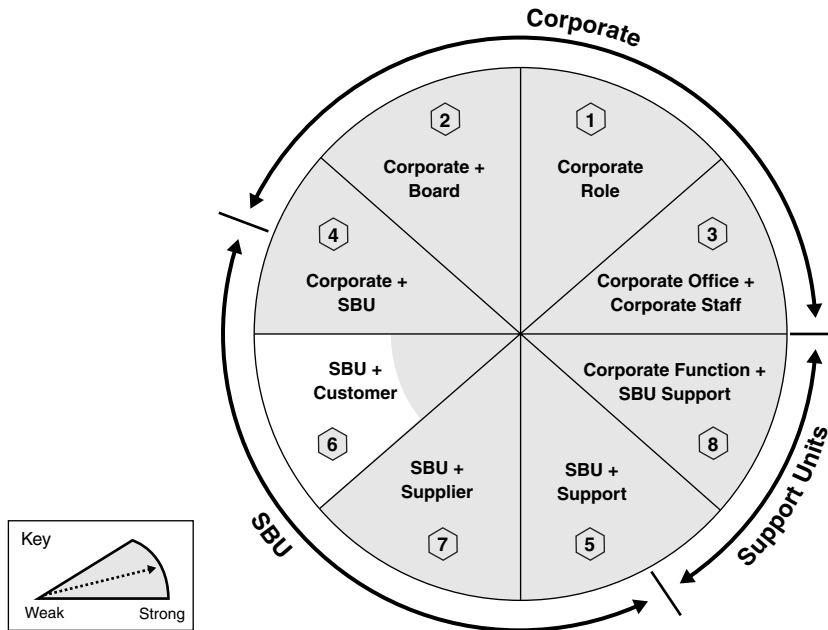 Corporate
2
Corporate +
Board
1
Corporate
Role
4
Corporate +
SBU
3
Corporate Office +
Corporate Staff
SBU +
Customer
6
Corporate Function +
SBU Support
8
SBU +
Supplier
7
SBU +
Support
5
SBU
Support Units
Key
Weak
Strong